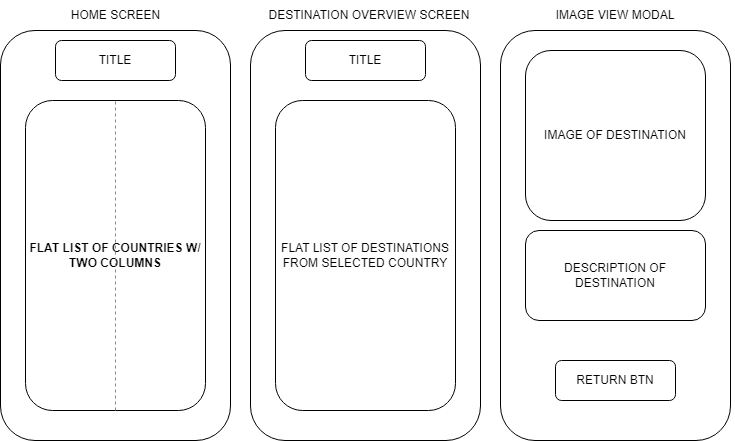 HOME SCREEN
DESTINATION OVERVIEW SCREEN
IMAGE VIEW MODAL
TITLE
FLAT LIST OF COUNTRIES W/
TWO COLUMNS
TITLE
FLAT LIST OF DESTINATIONS
FROM SELECTED COUNTRY
IMAGE OF DESTINATION
DESCRIPTION OF
DESTINATION
RETURN BTN